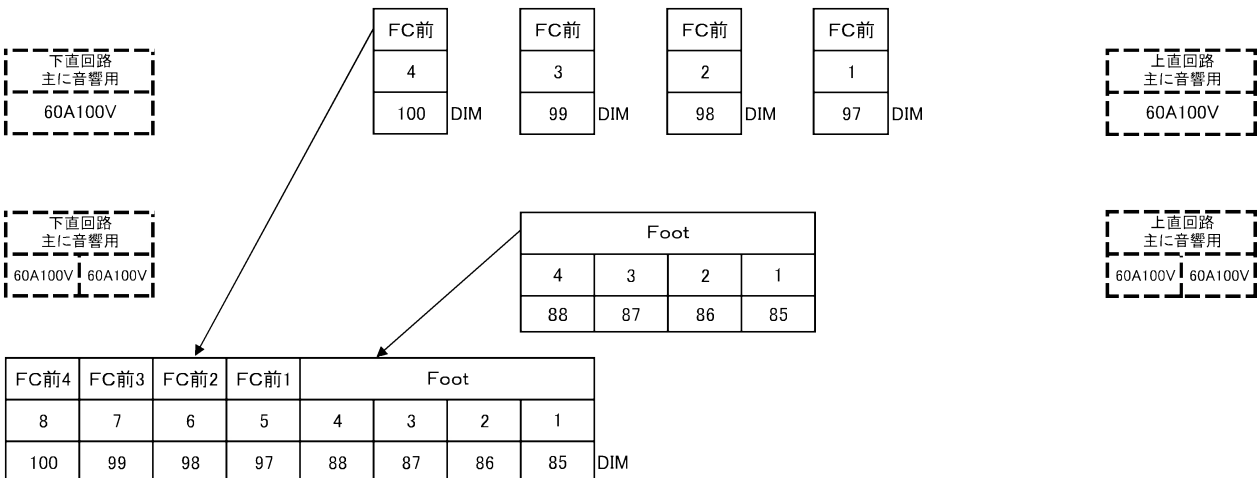 FC前 FC前 FC前 FC前
下直回路 上直回路
主に音響用 4 3 2 1 主に音響用
60A100V 100 DIM 99 DIM 98 DIM 97 DIM 60A100V
下直回路 上直回路
主に音響用 Foot 主に音響用
60A100V 60A100V 4 3 2 1 60A100V 60A100V
88 87 86 85
FC前4 FC前3 FC前2 FC前1 Foot
8 7 6 5 4 3 2 1
100 99 98 97 88 87 86 85 DIM